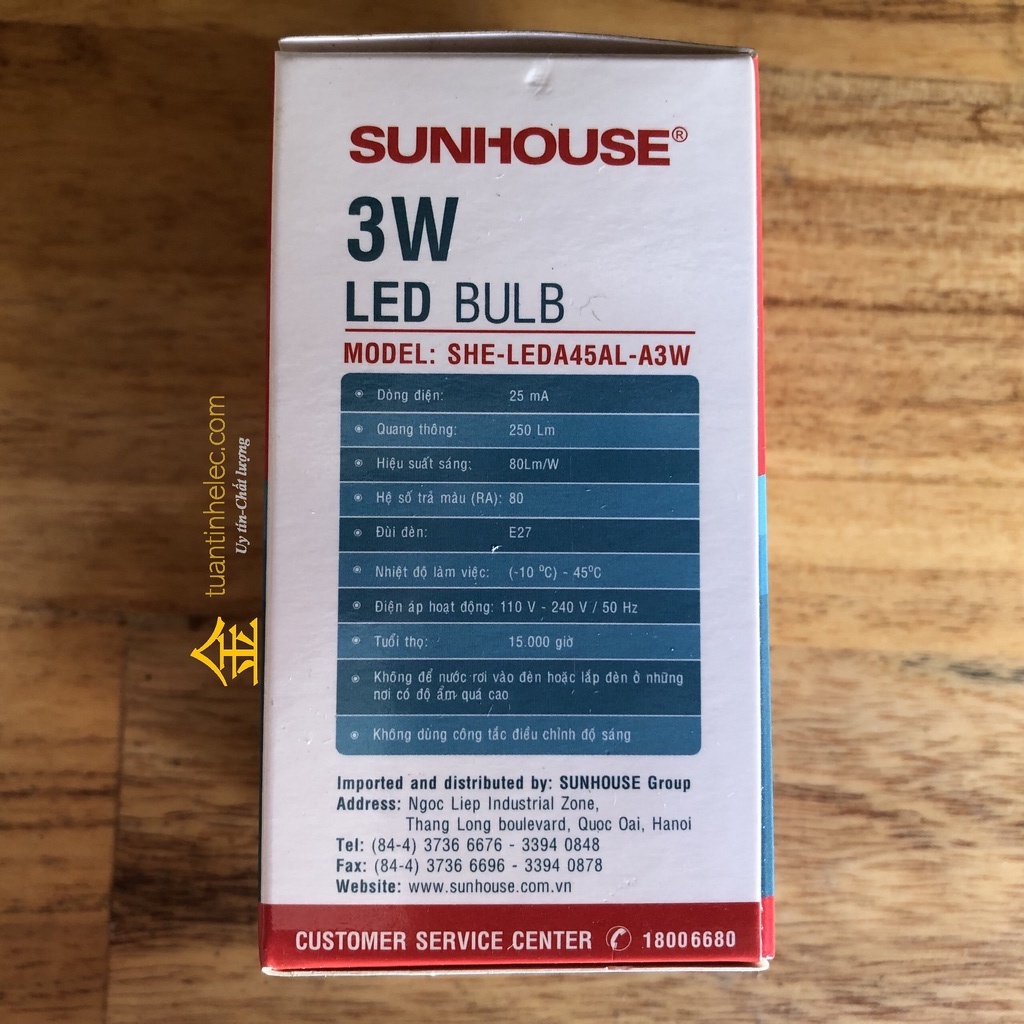 SUNHOUSE®
3W
LED BULB
MODEL: SHE-LEDA45AL-A3W
Dòng điện: 25 mA
Quang thông: 250 Lm
Hiệu suất sáng: 80Lm/W
Hệ số trả màu (RA): 80
Đùi đèn: E27
Nhiệt độ làm việc: (-10 ⁰C) - 45⁰C
Điện áp hoạt động: 110 V - 240 V / 50 Hz
Tuổi thọ: 15.000 giờ
Không để nước rơi vào đèn hoặc lắp đèn ở những
nơi có độ ẩm quá cao
Không dùng công tắc điều chỉnh độ sáng
Imported and distributed by: SUNHOUSE Group
Address: Ngoc Liep Industrial Zone,
Thang Long boulevard, Quoc Oai, Hanoi
Tel: (84-4) 3736 6676 - 3394 0848
Fax: (84-4) 3736 6696 - 3394 0878
Website: www.sunhouse.com.vn
CUSTOMER SERVICE CENTER 18006680
金 tuantinhelec.com
Uy tín-Chất lượng